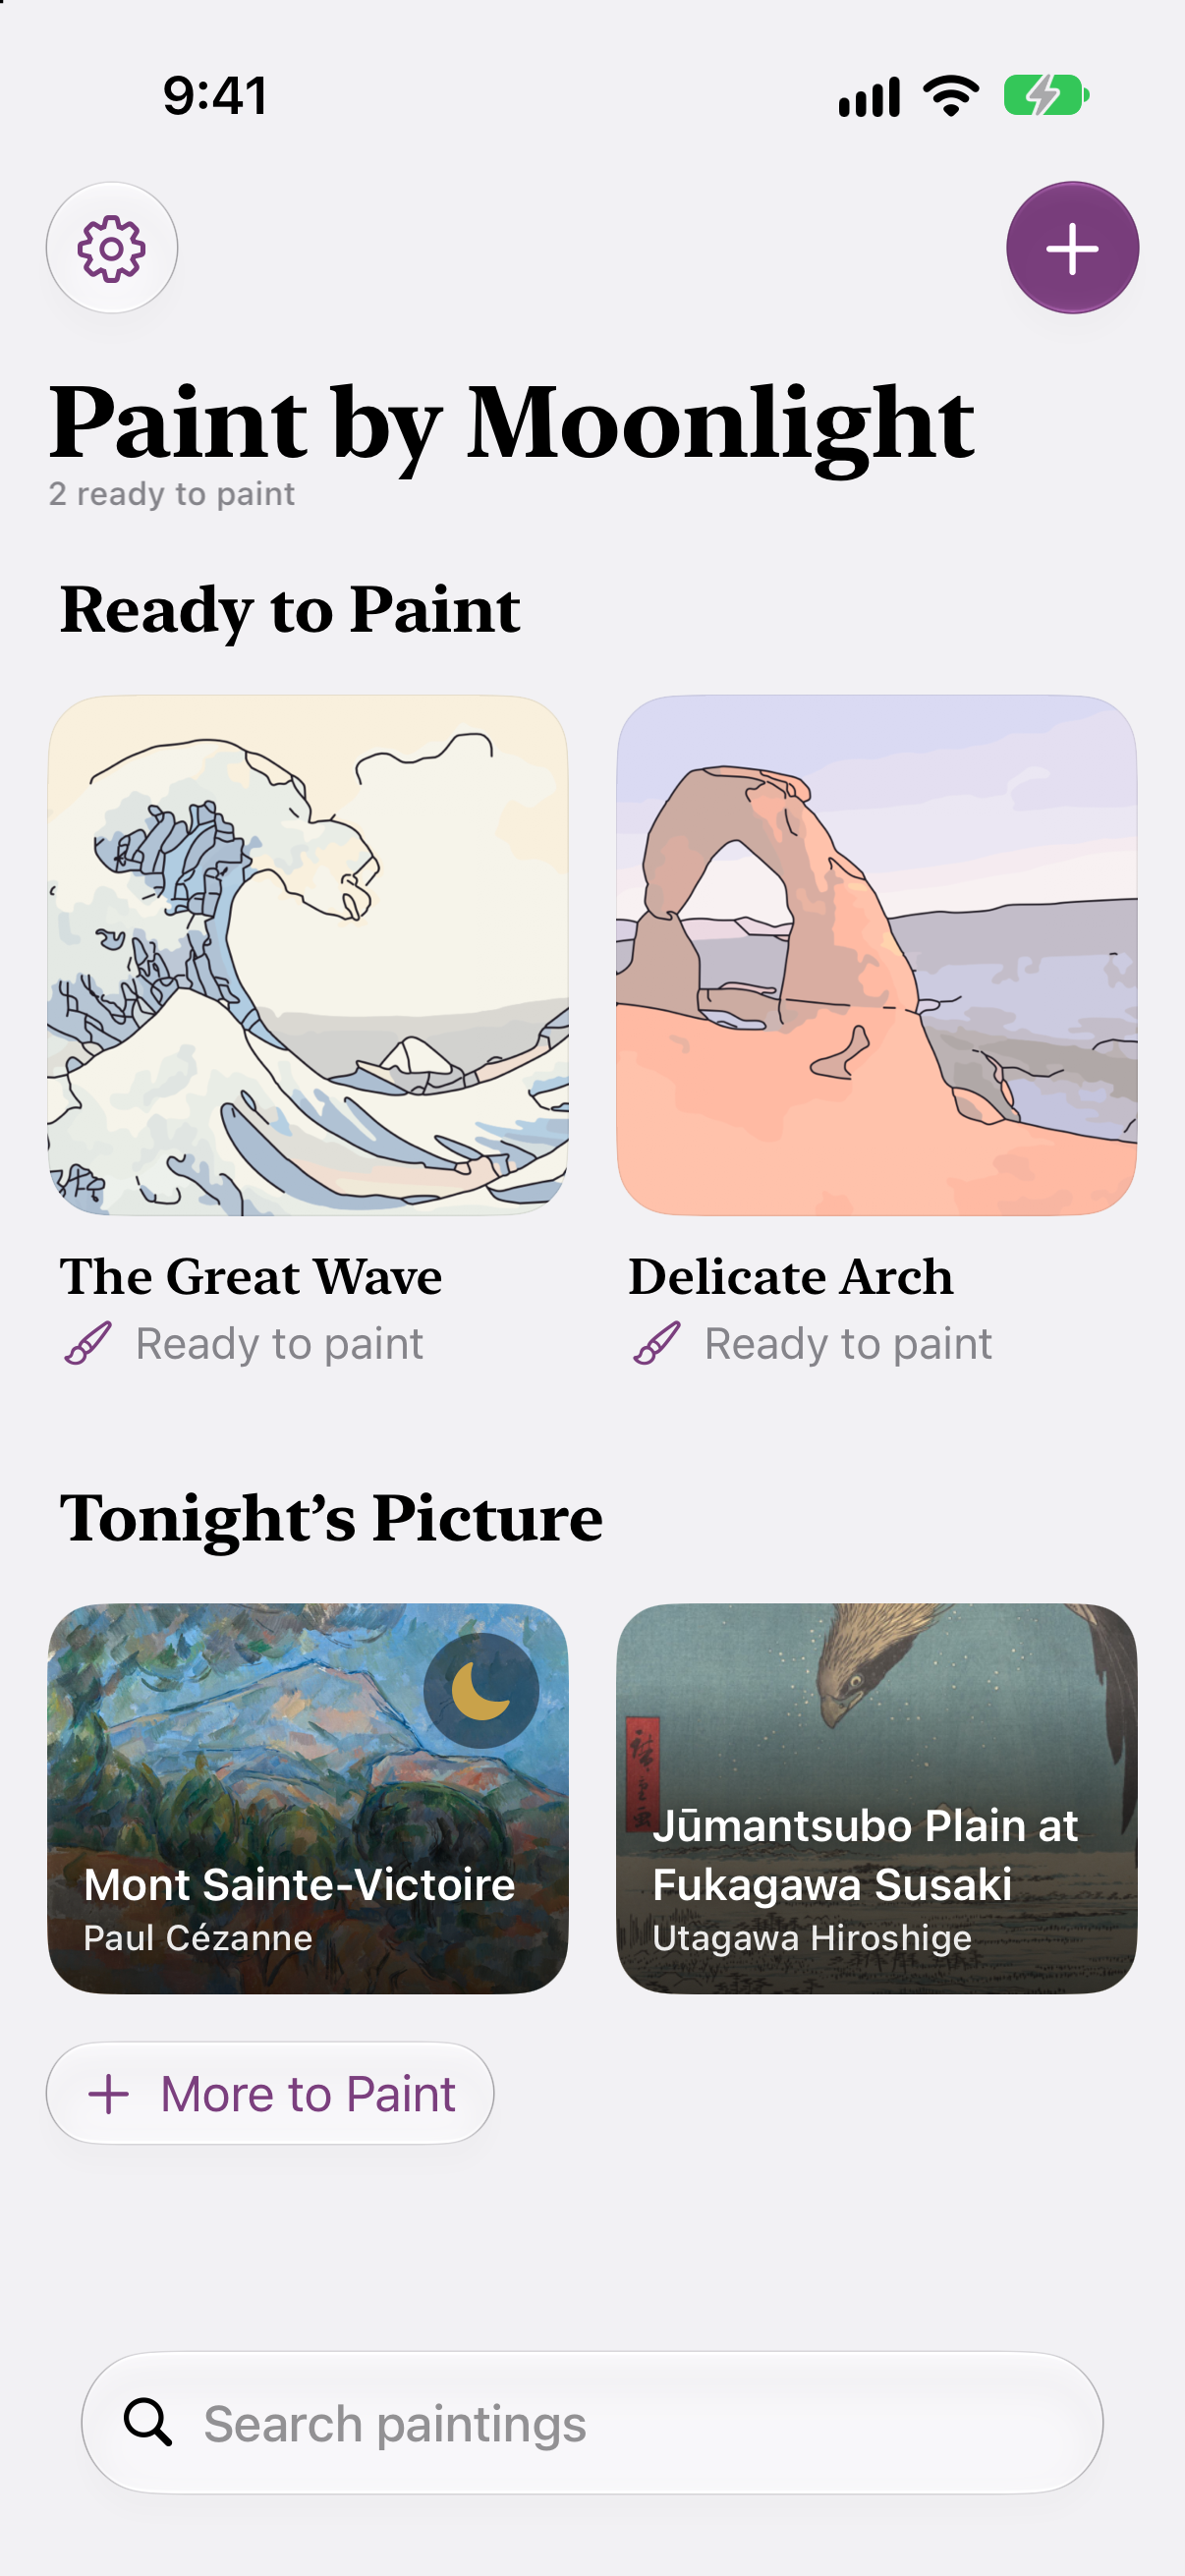 9:41
Paint by Moonlight
2 ready to paint
Ready to Paint
The Great Wave
Ready to paint
Delicate Arch
Ready to paint
Tonight’s Picture
Mont Sainte-Victoire
Paul Cézanne
Jūmantsubo Plain at
Fukagawa Susaki
Utagawa Hiroshige
More to Paint
Search paintings